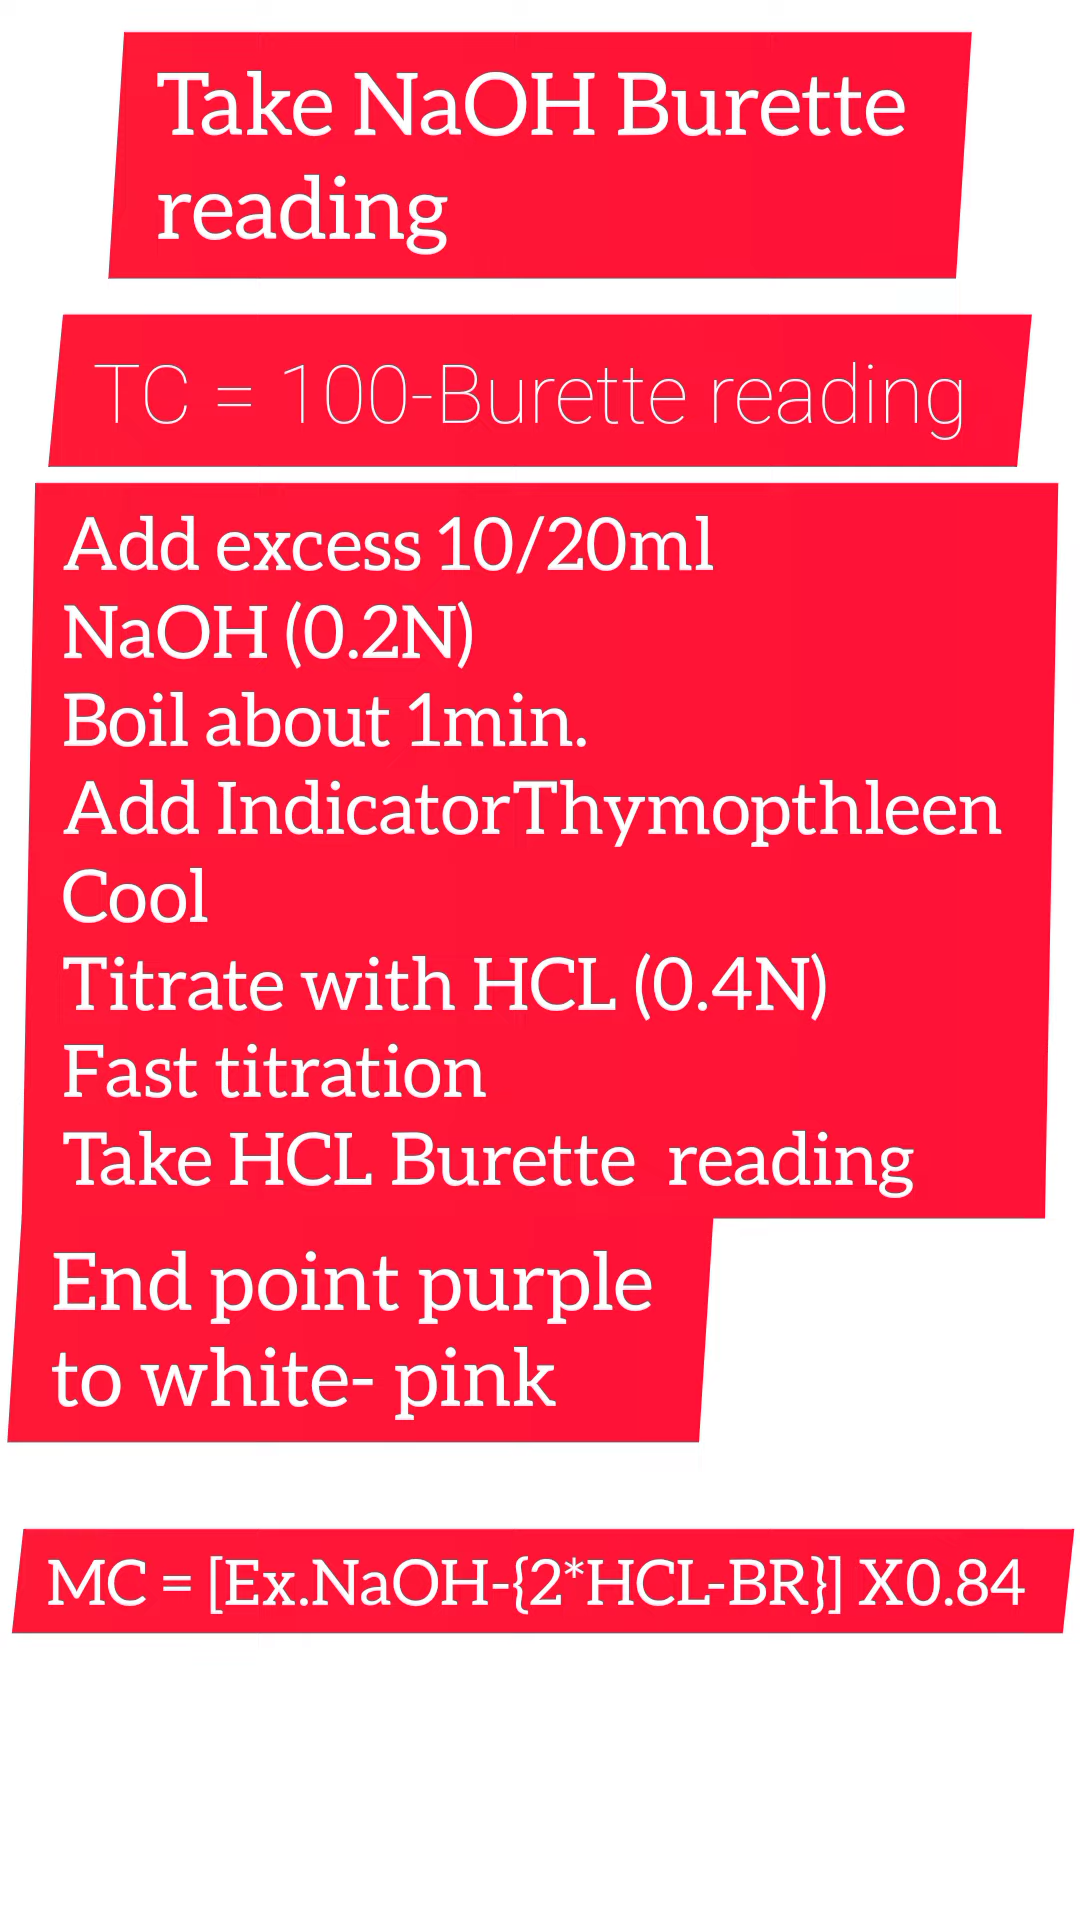 Take NaOH Burette
reading
TC = 100-Burette reading
Add excess 10/20ml
NaOH (0.2N)
Boil about 1min.
Add IndicatorThymopthleen
Cool
Titrate with HCL (0.4N)
Fast titration
Take HCL Burette  reading
End point purple
to white- pink
MC = [Ex.NaOH-{2*HCL-BR}] X0.84